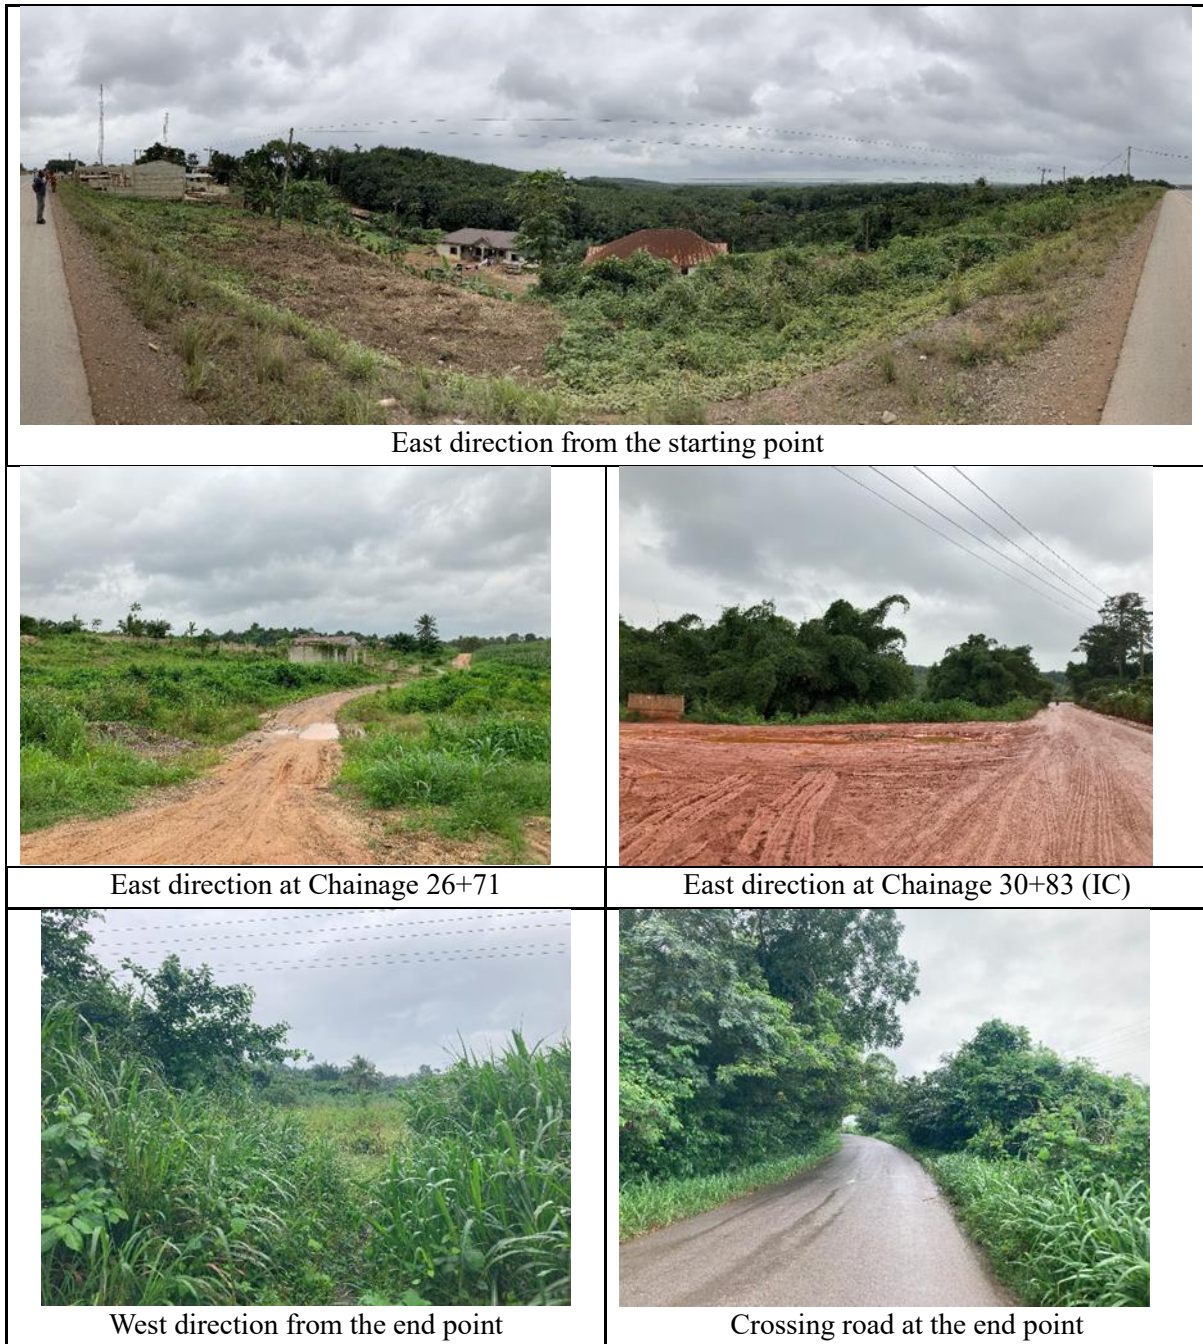 East direction from the starting point
East direction at Chainage 26+71
East direction at Chainage 30+83 (IC)
West direction from the end point
Crossing road at the end point